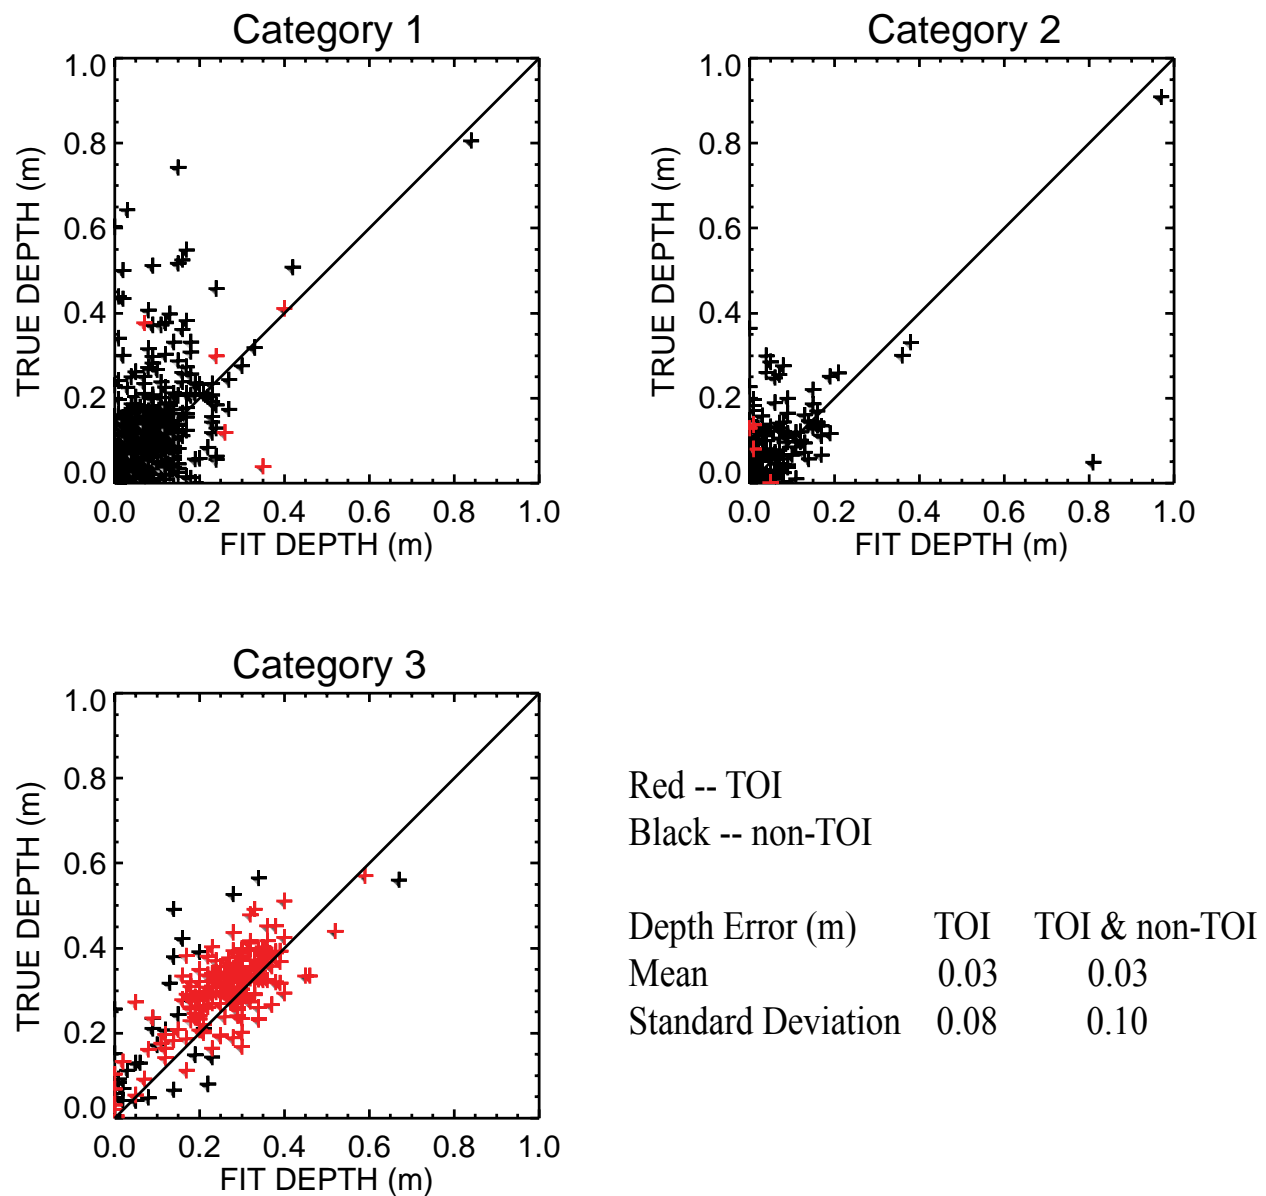 Category 1
1.0
0.8
0.6
0.4
0.2
0.0
TRUE DEPTH (m)
0.0 0.2 0.4 0.6 0.8 1.0
FIT DEPTH (m)
Category 2
1.0
0.8
0.6
0.4
0.2
0.0
TRUE DEPTH (m)
0.0 0.2 0.4 0.6 0.8 1.0
FIT DEPTH (m)
Category 3
1.0
0.8
0.6
0.4
0.2
0.0
TRUE DEPTH (m)
0.0 0.2 0.4 0.6 0.8 1.0
FIT DEPTH (m)
Red -- TOI
Black -- non-TOI
Depth Error (m) TOI TOI & non-TOI
Mean 0.03 0.03
Standard Deviation 0.08 0.10